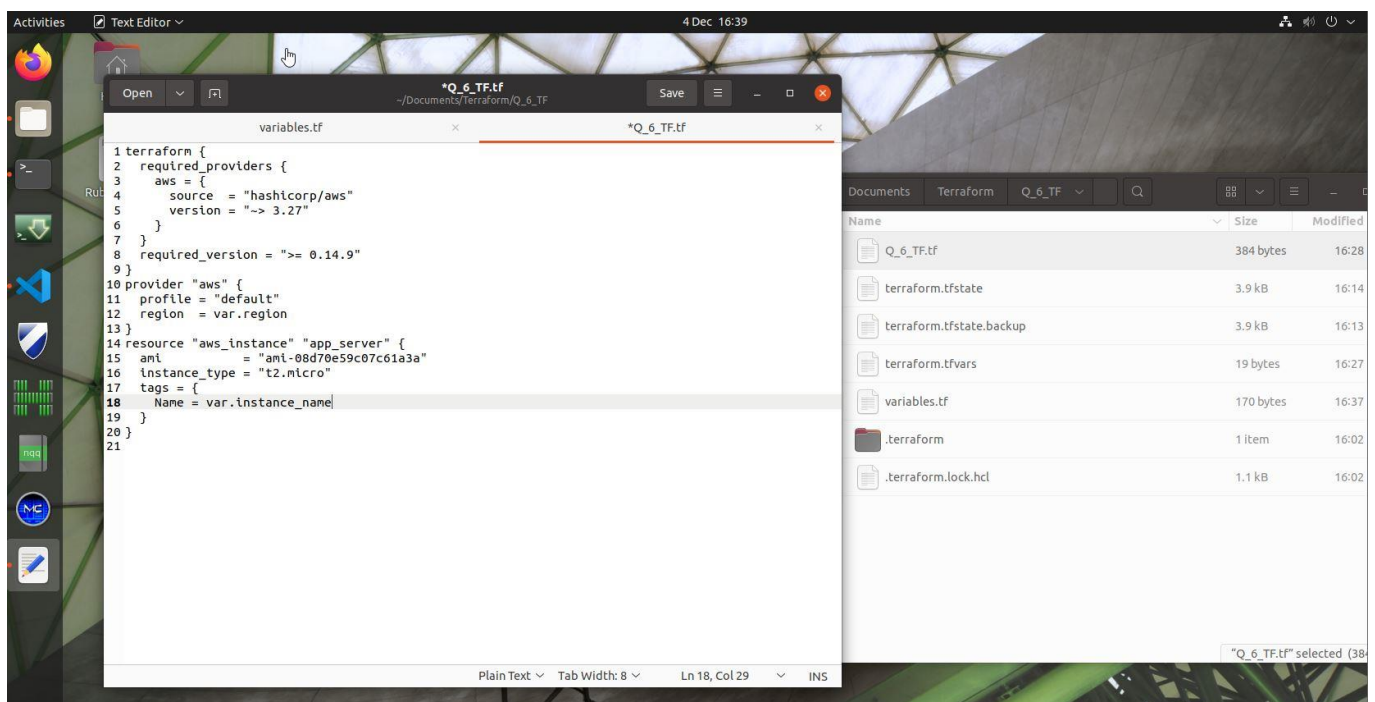 Activities Text Editor 4 Dec 16:39
Open *Q_6_TF.tf Save
~/Documents/Terraform/Q_6_TF
variables.tf *Q_6_TF.tf
1 terraform {
2   required_providers {
3     aws = {
4       source  = "hashicorp/aws"
5       version = "~> 3.27"
6     }
7   }
8   required_version = ">= 0.14.9"
9 }
10 provider "aws" {
11   profile = "default"
12   region  = var.region
13 }
14 resource "aws_instance" "app_server" {
15   ami           = "ami-08d70e59c07c61a3a"
16   instance_type = "t2.micro"
17   tags = {
18     Name = var.instance_name
19   }
20 }
21
Plain Text Tab Width: 8 Ln 18, Col 29 INS
Rub
nqq
MC
Documents Terraform Q_6_TF
Name Size Modified
Q_6_TF.tf 384 bytes 16:28
terraform.tfstate 3.9 kB 16:14
terraform.tfstate.backup 3.9 kB 16:13
terraform.tfvars 19 bytes 16:27
variables.tf 170 bytes 16:37
.terraform 1 item 16:02
.terraform.lock.hcl 1.1 kB 16:02
"Q_6_TF.tf" selected (384